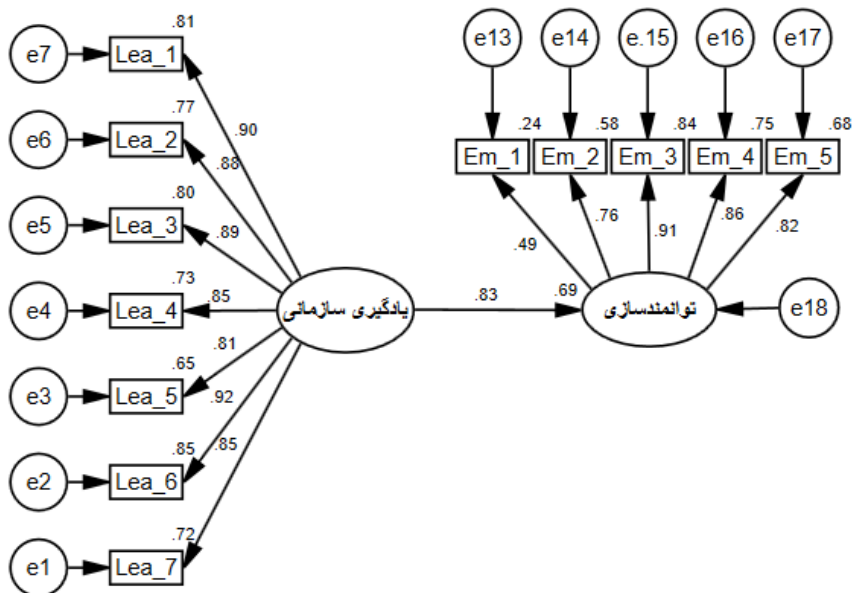 .81
e7
Lea_1
.77
e6
Lea_2
.80
e5
Lea_3
.73
e4
Lea_4
.65
e3
Lea_5
.85
e2
Lea_6
.72
e1
Lea_7
.90
.88
.89
.85
.81
.92
.85
یادگیری سازمانی
.83
.69
توانمندسازی
e18
e13
e14
e.15
e16
e17
.24
.58
.84
.75
.68
Em_1
Em_2
Em_3
Em_4
Em_5
.49
.76
.91
.86
.82